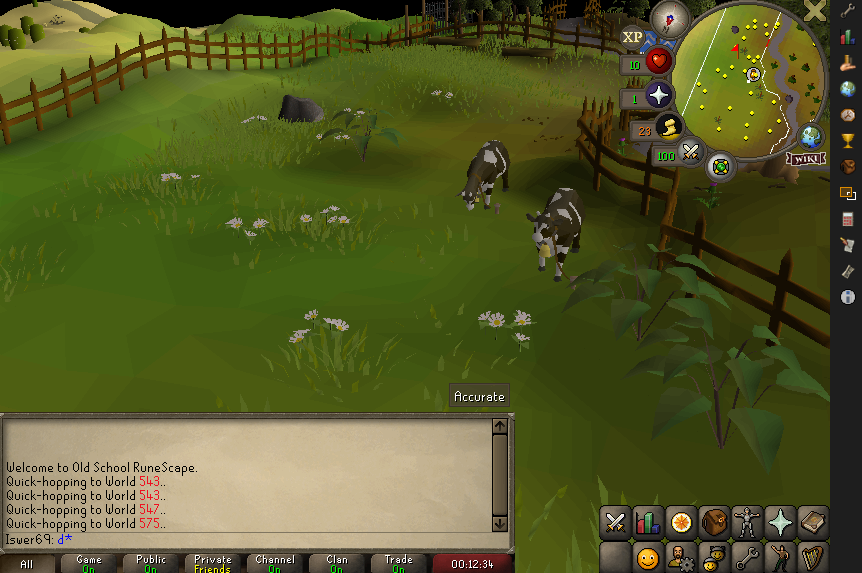 XP
10
1
23
100
WIKI
Accurate
Welcome to Old School RuneScape.
Quick-hopping to World 543..
Quick-hopping to World 543..
Quick-hopping to World 547..
Quick-hopping to World 575..
Iswer69: d*
All
Game
On
Public
On
Private
Friends
Channel
On
Clan
On
Trade
On
00:12:34